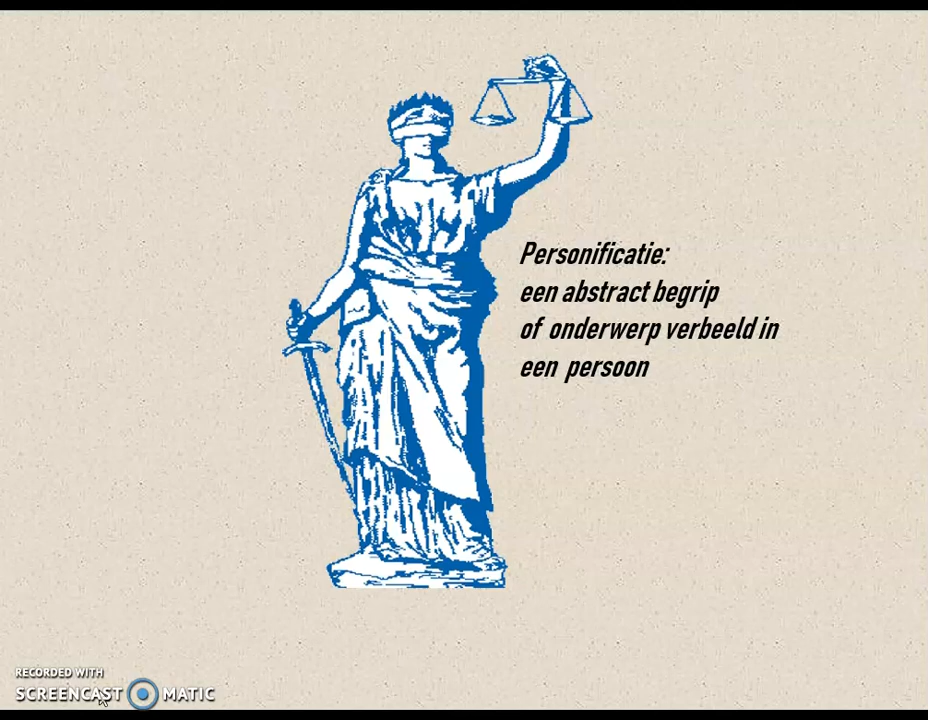 Personificatie:
een abstract begrip
of onderwerp verbeeld in
een persoon
RECORDED WITH
SCREENCAST MATIC